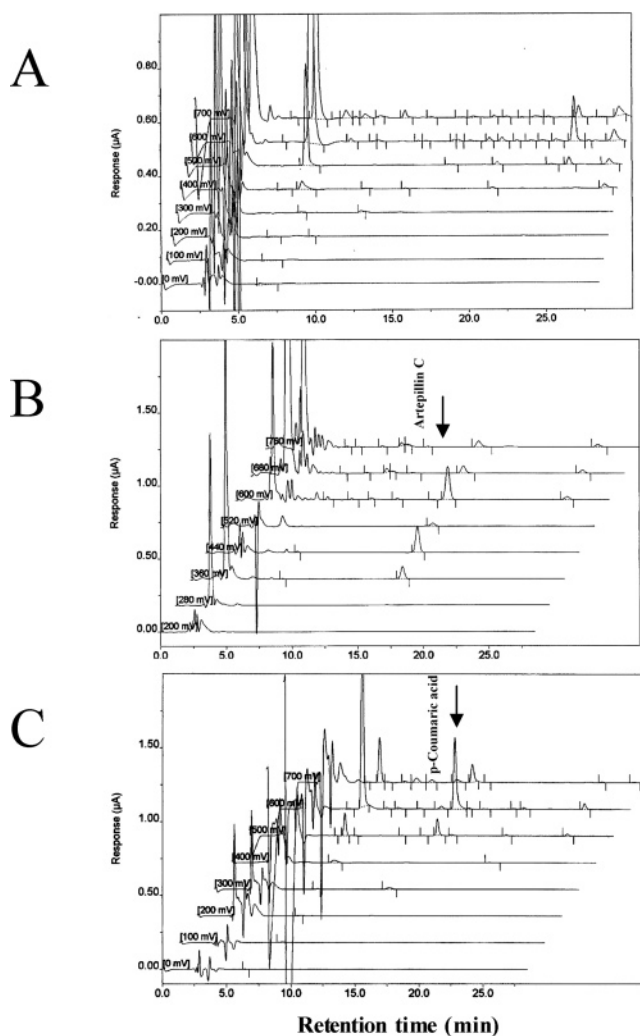 A
Response (µA)
0.80
0.60
0.40
0.20
-0.00
[700 mV]
[600 mV]
[500 mV]
[400 mV]
[300 mV]
[200 mV]
[100 mV]
[0 mV]
0.0 5.0 10.0 15.0 20.0 25.0
B
Artepillin C
Response (µA)
1.50
1.00
0.50
0.00
[760 mV]
[600 mV]
[520 mV]
[440 mV]
[360 mV]
[280 mV]
[200 mV]
0.0 5.0 10.0 15.0 20.0 25.0
C
p-Coumaric acid
Response (µA)
1.50
1.00
0.50
0.00
[700 mV]
[600 mV]
[500 mV]
[400 mV]
[300 mV]
[200 mV]
[100 mV]
[0 mV]
0.0 5.0 10.0 15.0 20.0 25.0
Retention time (min)